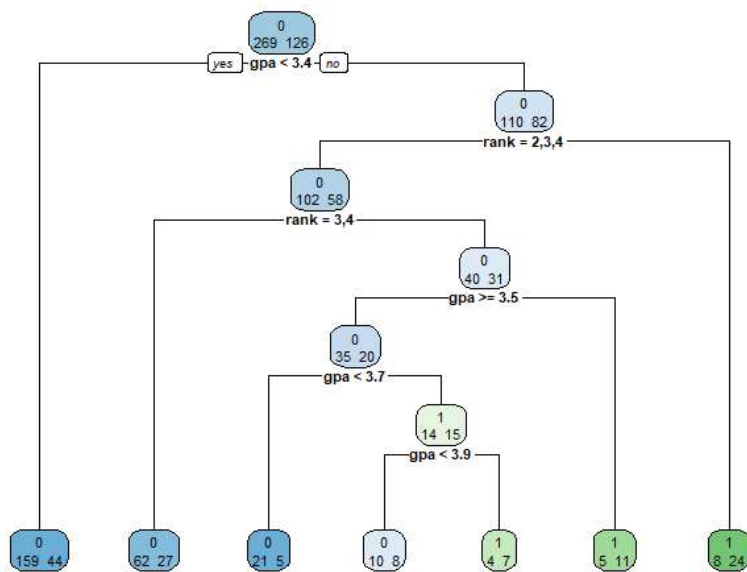 0
269 126
yes gpa < 3.4 no
0
110 82
rank = 2,3,4
0
102 58
rank = 3,4
0
40 31
gpa >= 3.5
0
35 20
gpa < 3.7
1
14 15
gpa < 3.9
0 0 0 0 1 1 1
159 44 62 27 21 5 10 8 4 7 5 11 8 24